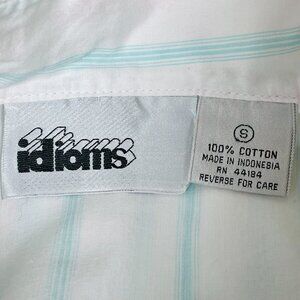 idioms
S
100% COTTON
MADE IN INDONESIA
RN 44184
REVERSE FOR CARE